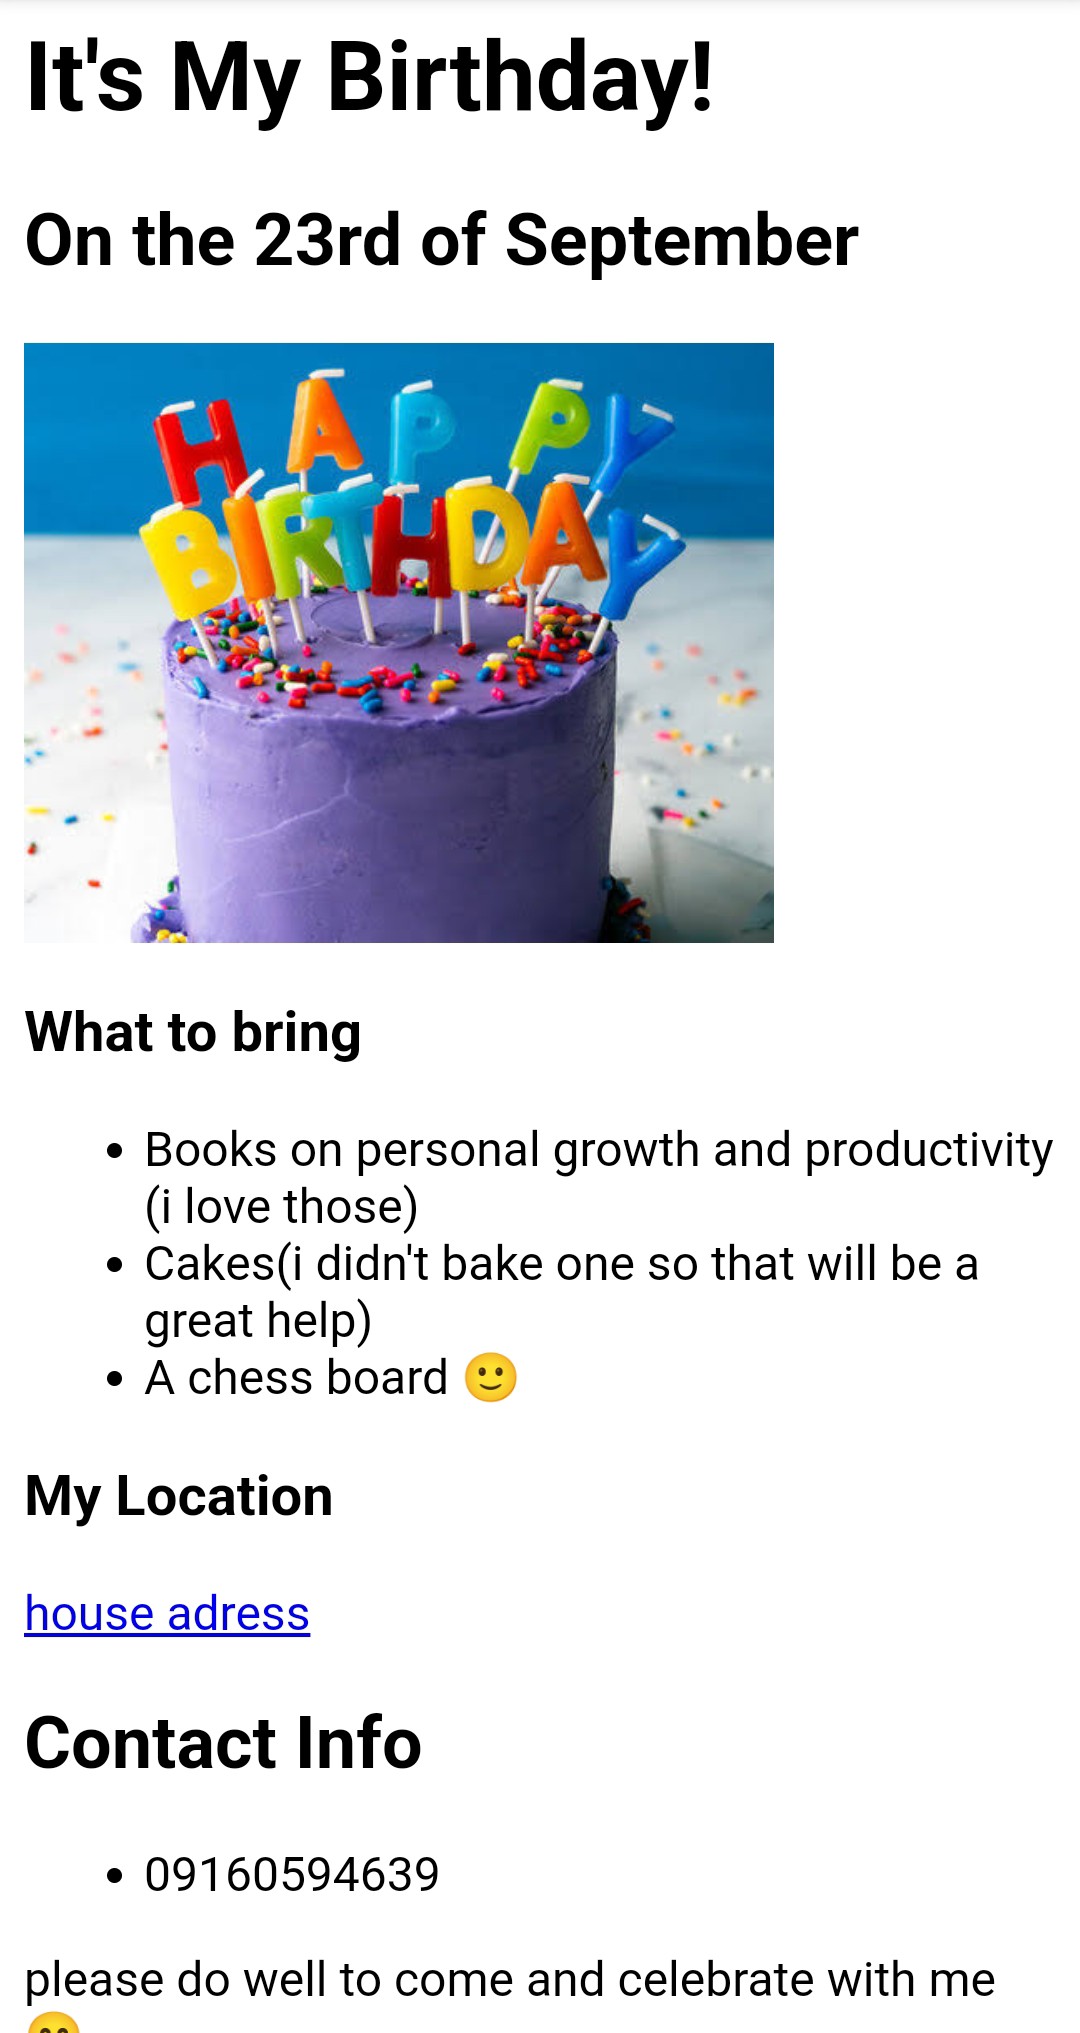 It's My Birthday!
On the 23rd of September
HAPPY
BIRTHDAY
What to bring
• Books on personal growth and productivity
(i love those)
• Cakes(i didn't bake one so that will be a
great help)
• A chess board 🙂
My Location
house adress
Contact Info
• 09160594639
please do well to come and celebrate with me